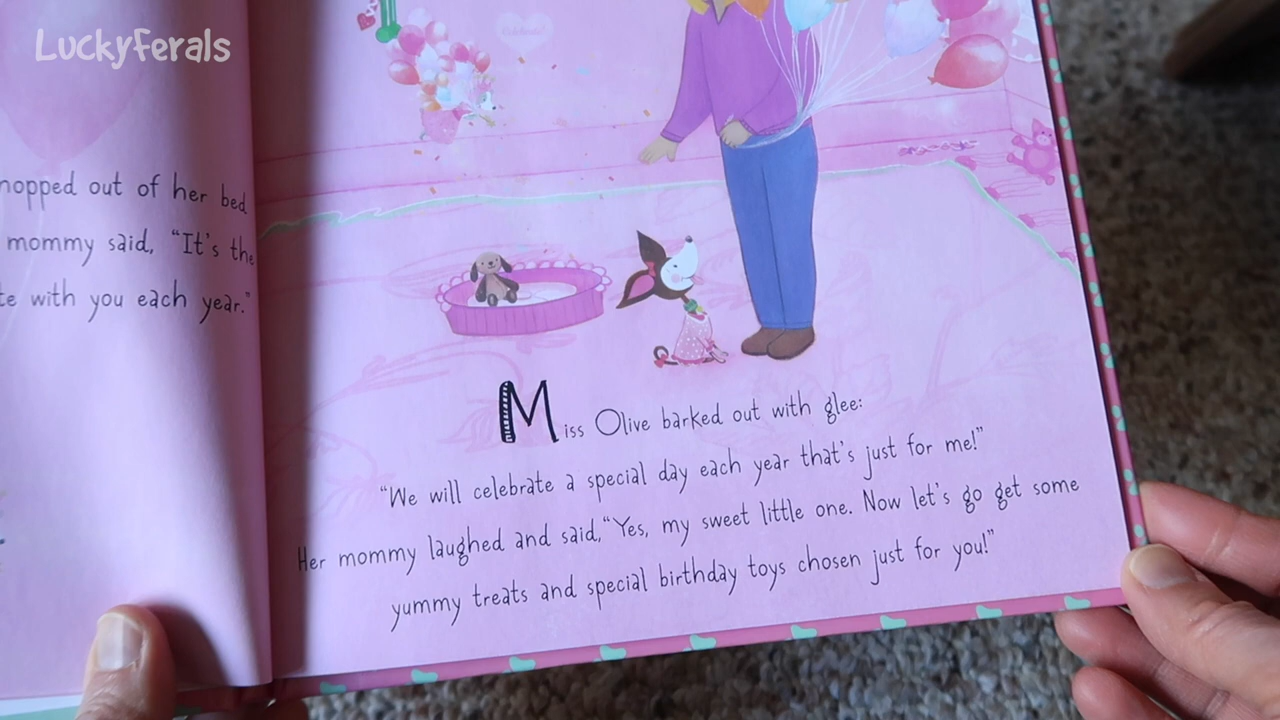 LuckyFerals
hopped out of her bed
mommy said, “It's the
with you each year.”
Miss Olive barked out with glee:
“We will celebrate a special day each year that's just for me!”
Her mommy laughed and said, “Yes, my sweet little one. Now let's go get some
yummy treats and special birthday toys chosen just for you!”